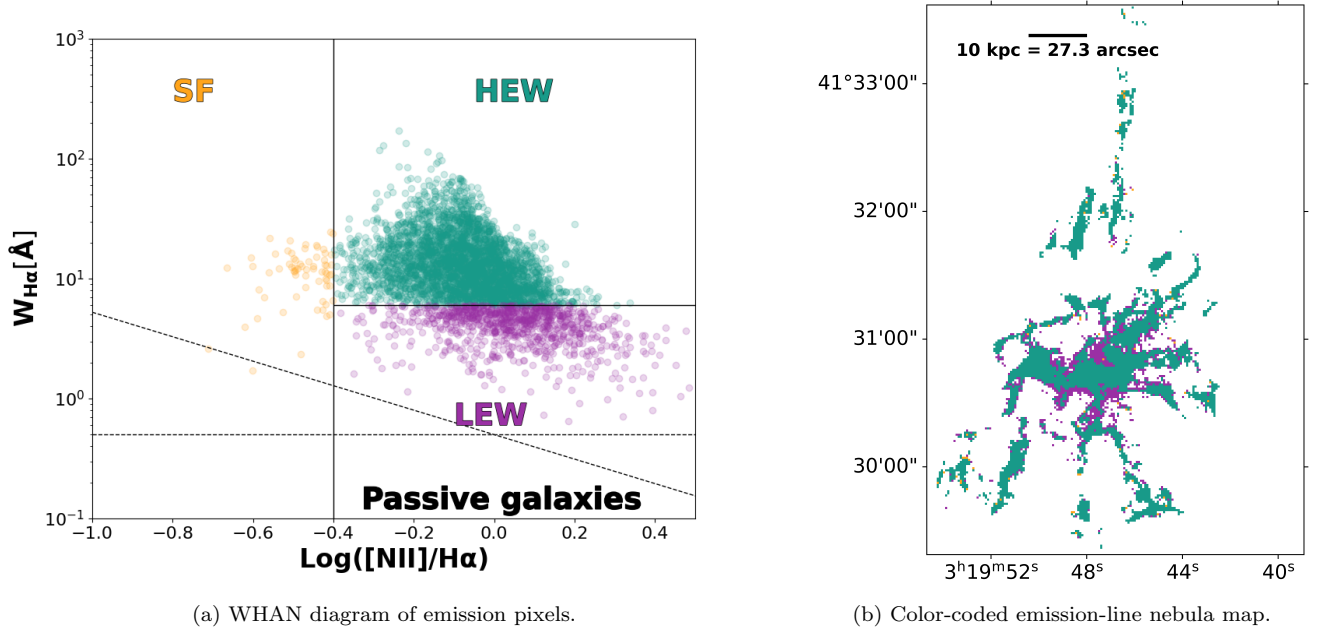 10³
10²
10¹
10⁰
10⁻¹
W_Hα[Å]
SF
HEW
LEW
Passive galaxies
−1.0 −0.8 −0.6 −0.4 −0.2 0.0 0.2 0.4
Log([NII]/Hα)
(a) WHAN diagram of emission pixels.
10 kpc = 27.3 arcsec
41°33'00"
32'00"
31'00"
30'00"
3ʰ19ᵐ52ˢ 48ˢ 44ˢ 40ˢ
(b) Color-coded emission-line nebula map.